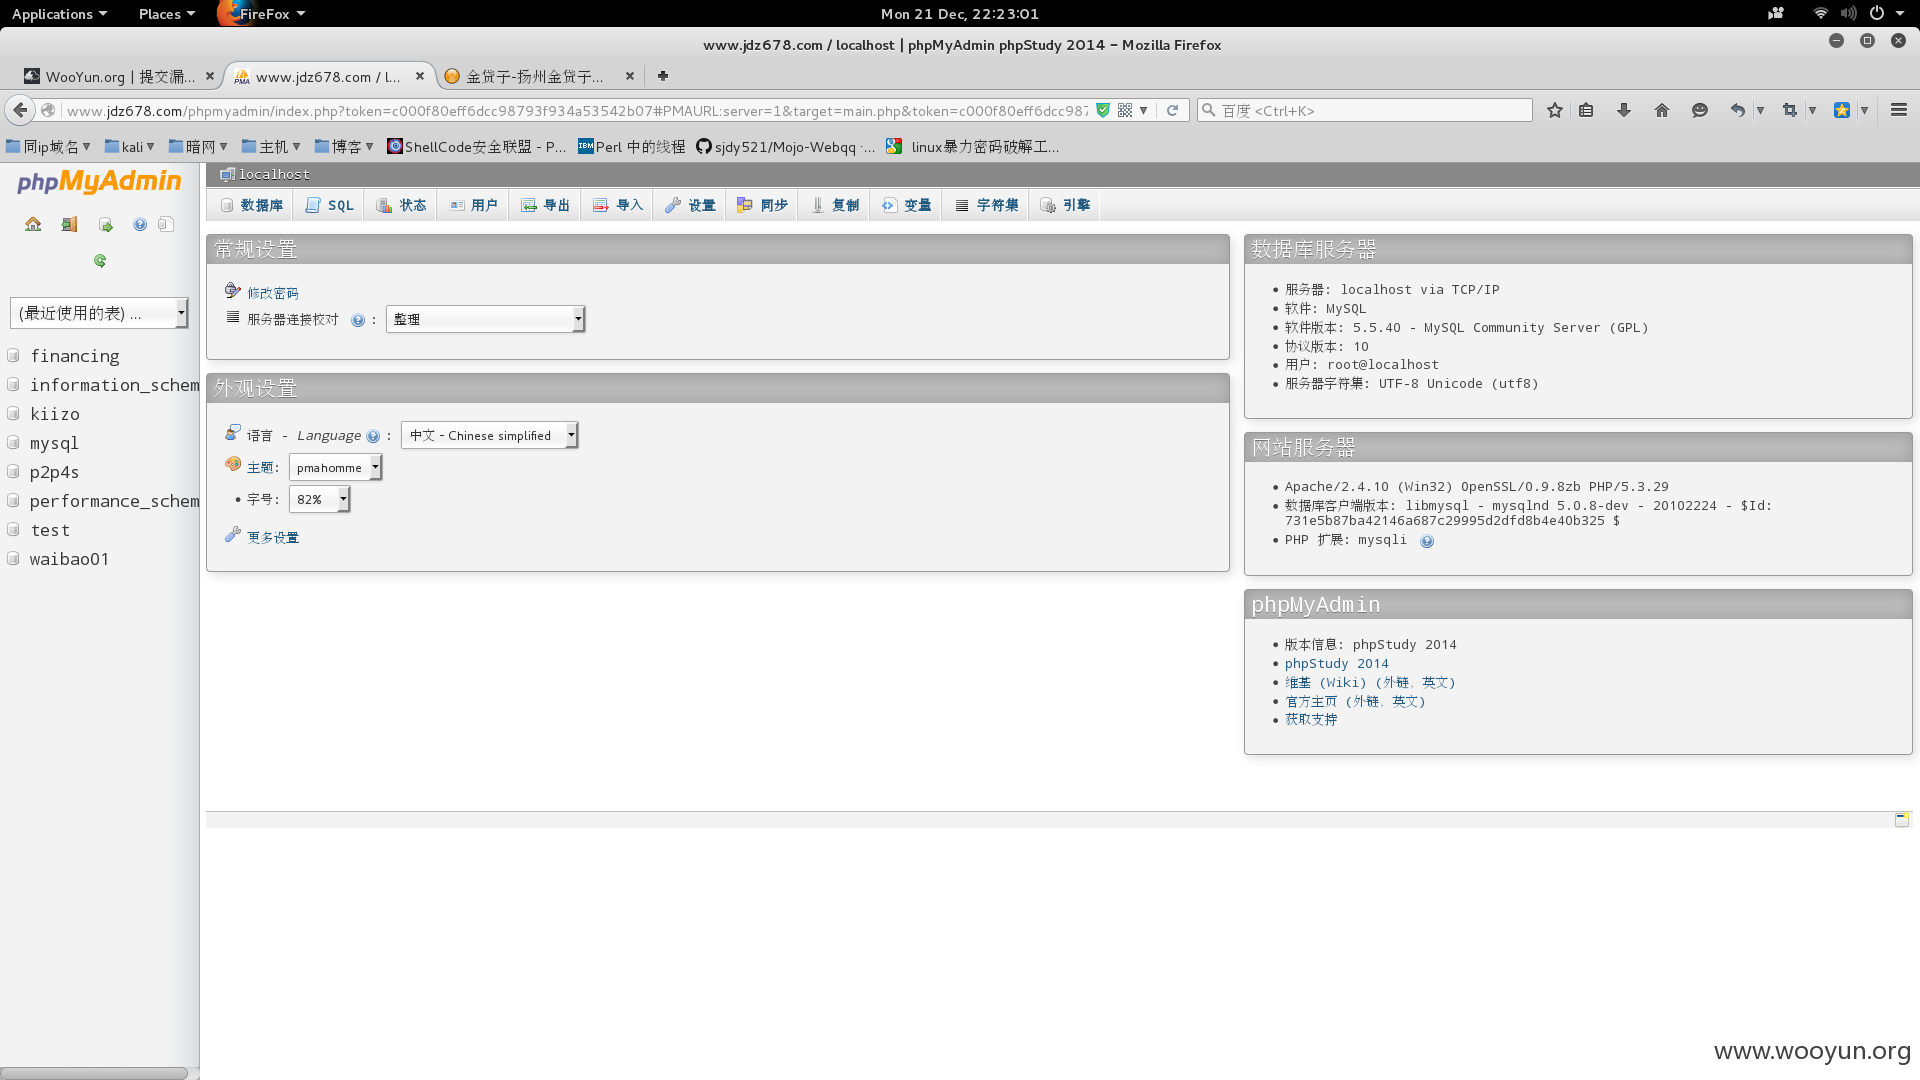 Applications
Places
FireFox
Mon 21 Dec, 22:23:01
www.jdz678.com / localhost | phpMyAdmin phpStudy 2014 - Mozilla Firefox
WooYun.org | 提交漏...
www.jdz678.com / l...
金贷子-扬州金贷子...
www.jdz678.com/phpmyadmin/index.php?token=c000f80eff6dcc98793f934a53542b07#PMAURL:server=1&target=main.php&token=c000f80eff6dcc987
百度 <Ctrl+K>
同ip域名
kali
暗网
主机
博客
ShellCode安全联盟 - P...
Perl 中的线程
sjdy521/Mojo-Webqq ·...
linux暴力密码破解工...
phpMyAdmin
(最近使用的表) ...
financing
information_schem
kiizo
mysql
p2p4s
performance_schem
test
waibao01
localhost
数据库
SQL
状态
用户
导出
导入
设置
同步
复制
变量
字符集
引擎
常规设置
修改密码
服务器连接校对 :
整理
外观设置
语言 - Language :
中文 - Chinese simplified
主题:
pmahomme
• 字号:
82%
更多设置
数据库服务器
• 服务器: localhost via TCP/IP
• 软件: MySQL
• 软件版本: 5.5.40 - MySQL Community Server (GPL)
• 协议版本: 10
• 用户: root@localhost
• 服务器字符集: UTF-8 Unicode (utf8)
网站服务器
• Apache/2.4.10 (Win32) OpenSSL/0.9.8zb PHP/5.3.29
• 数据库客户端版本: libmysql - mysqlnd 5.0.8-dev - 20102224 - $Id:
731e5b87ba42146a687c29995d2dfd8b4e40b325 $
• PHP 扩展: mysqli
phpMyAdmin
• 版本信息: phpStudy 2014
• phpStudy 2014
• 维基 (Wiki) (外链, 英文)
• 官方主页 (外链, 英文)
• 获取支持
www.wooyun.org